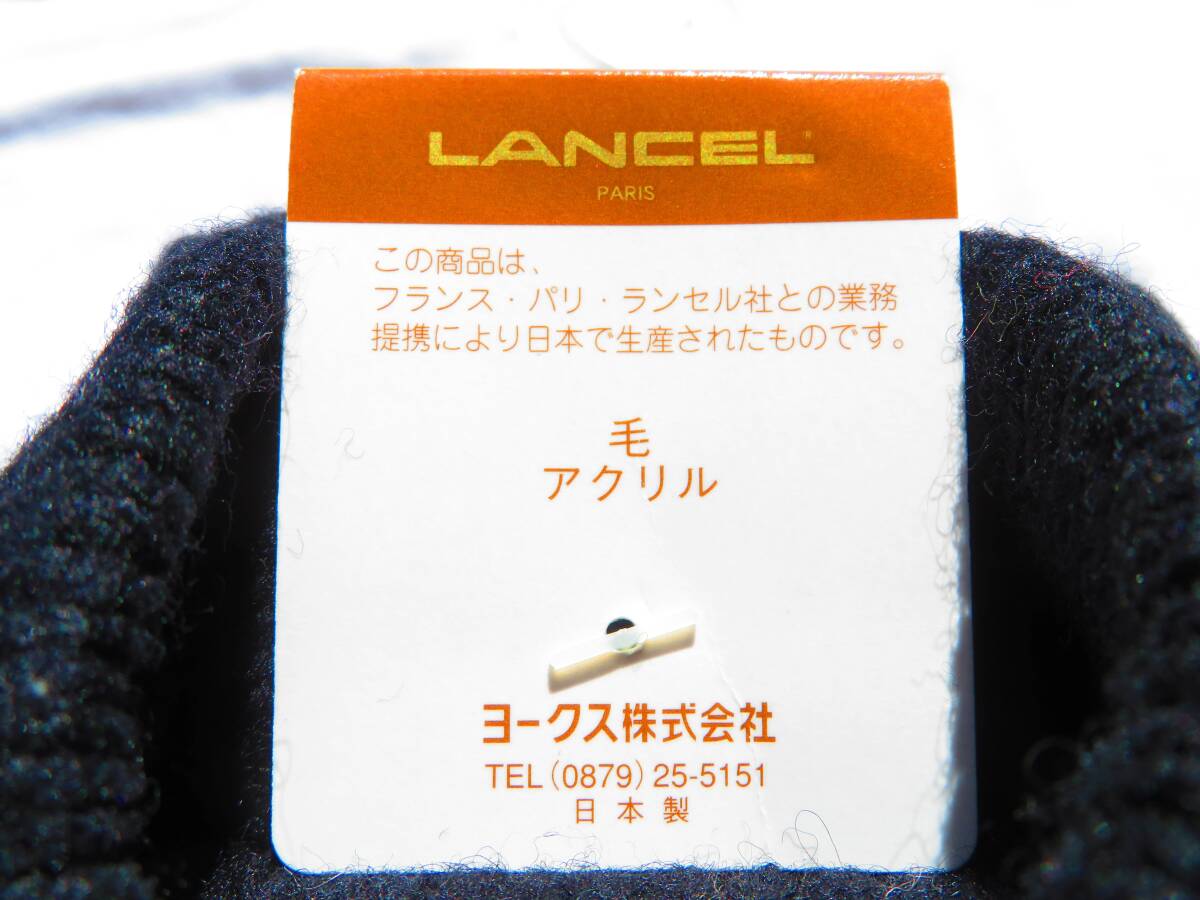 LANCEL
PARIS
この商品は、
フランス・パリ・ランセル社との業務
提携により日本で生産されたものです。
毛
アクリル
ヨークス株式会社
TEL(0879)25-5151
日本製